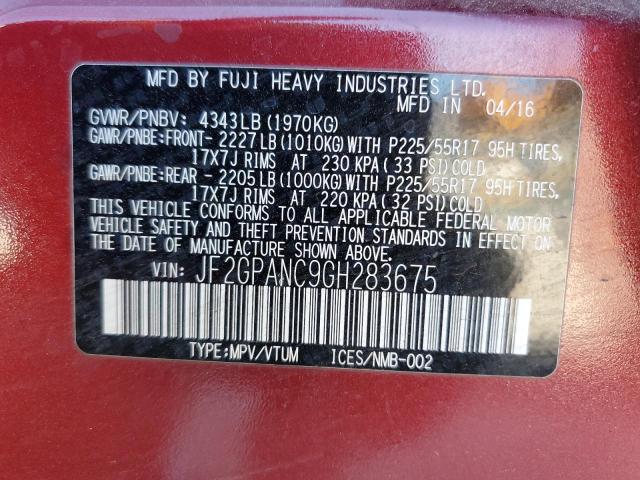 MFD BY FUJI HEAVY INDUSTRIES LTD.
MFD IN 04/16
GVWR/PNBV: 4343LB(1970KG)
GAWR/PNBE:FRONT- 2227LB(1010KG)WITH P225/55R17 95H TIRES,
17X7J RIMS AT 230 KPA(33 PSI)COLD
GAWR/PNBE:REAR - 2205LB(1000KG)WITH P225/55R17 95H TIRES,
17X7J RIMS AT 220 KPA(32 PSI)COLD
THIS VEHICLE CONFORMS TO ALL APPLICABLE FEDERAL MOTOR
VEHICLE SAFETY AND THEFT PREVENTION STANDARDS IN EFFECT ON
THE DATE OF MANUFACTURE SHOWN ABOVE.
VIN: JF2GPANC9GH283675
TYPE:MPV/VTUM ICES/NMB-002